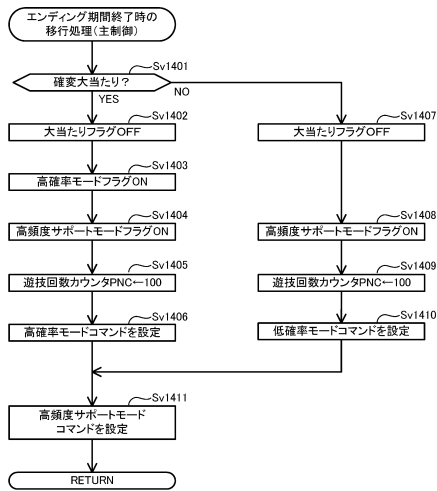 エンディング期間終了時の
移行処理(主制御)
Sv1401
確変大当たり?
YES
NO
Sv1402
大当たりフラグOFF
Sv1403
高確率モードフラグON
Sv1404
高頻度サポートモードフラグON
Sv1405
遊技回数カウンタPNC←100
Sv1406
高確率モードコマンドを設定
Sv1407
大当たりフラグOFF
Sv1408
高頻度サポートモードフラグON
Sv1409
遊技回数カウンタPNC←100
Sv1410
低確率モードコマンドを設定
Sv1411
高頻度サポートモード
コマンドを設定
RETURN